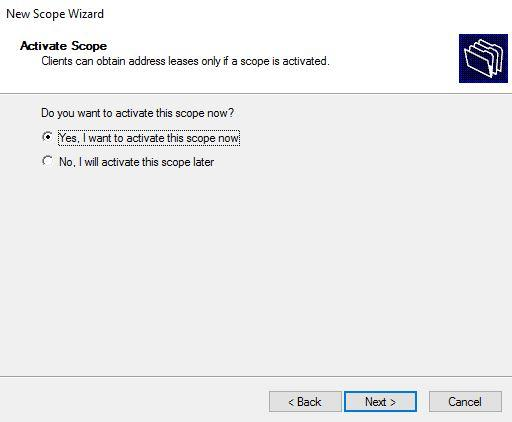 New Scope Wizard
Activate Scope
Clients can obtain address leases only if a scope is activated.
Do you want to activate this scope now?
Yes, I want to activate this scope now
No, I will activate this scope later
< Back
Next >
Cancel